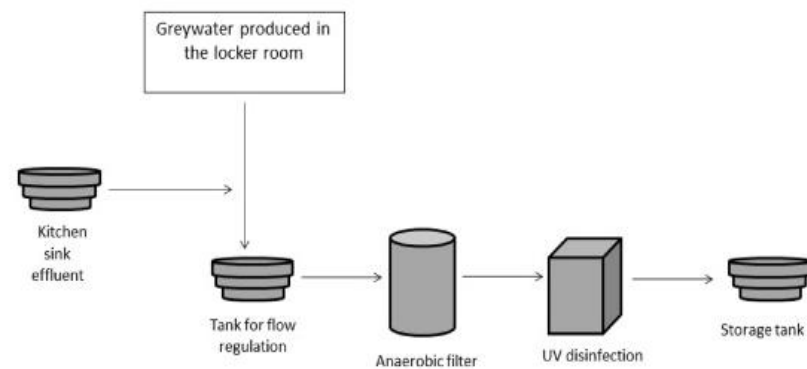 Greywater produced in
the locker room
Kitchen
sink
effluent
Tank for flow
regulation
Anaerobic filter
UV disinfection
Storage tank